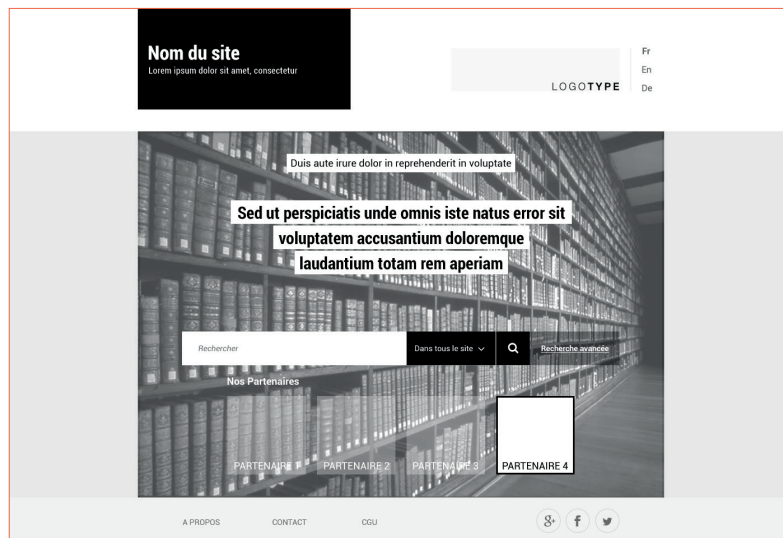 Nom du site
Lorem ipsum dolor sit amet, consectetur
LOGOTYPE
Fr
En
De
Duis aute irure dolor in reprehenderit in voluptate
Sed ut perspiciatis unde omnis iste natus error sit
voluptatem accusantium doloremque
laudantium totam rem aperiam
Rechercher
Dans tous le site
Recherche avancée
Nos Partenaires
PARTENAIRE 1
PARTENAIRE 2
PARTENAIRE 3
PARTENAIRE 4
A PROPOS
CONTACT
CGU